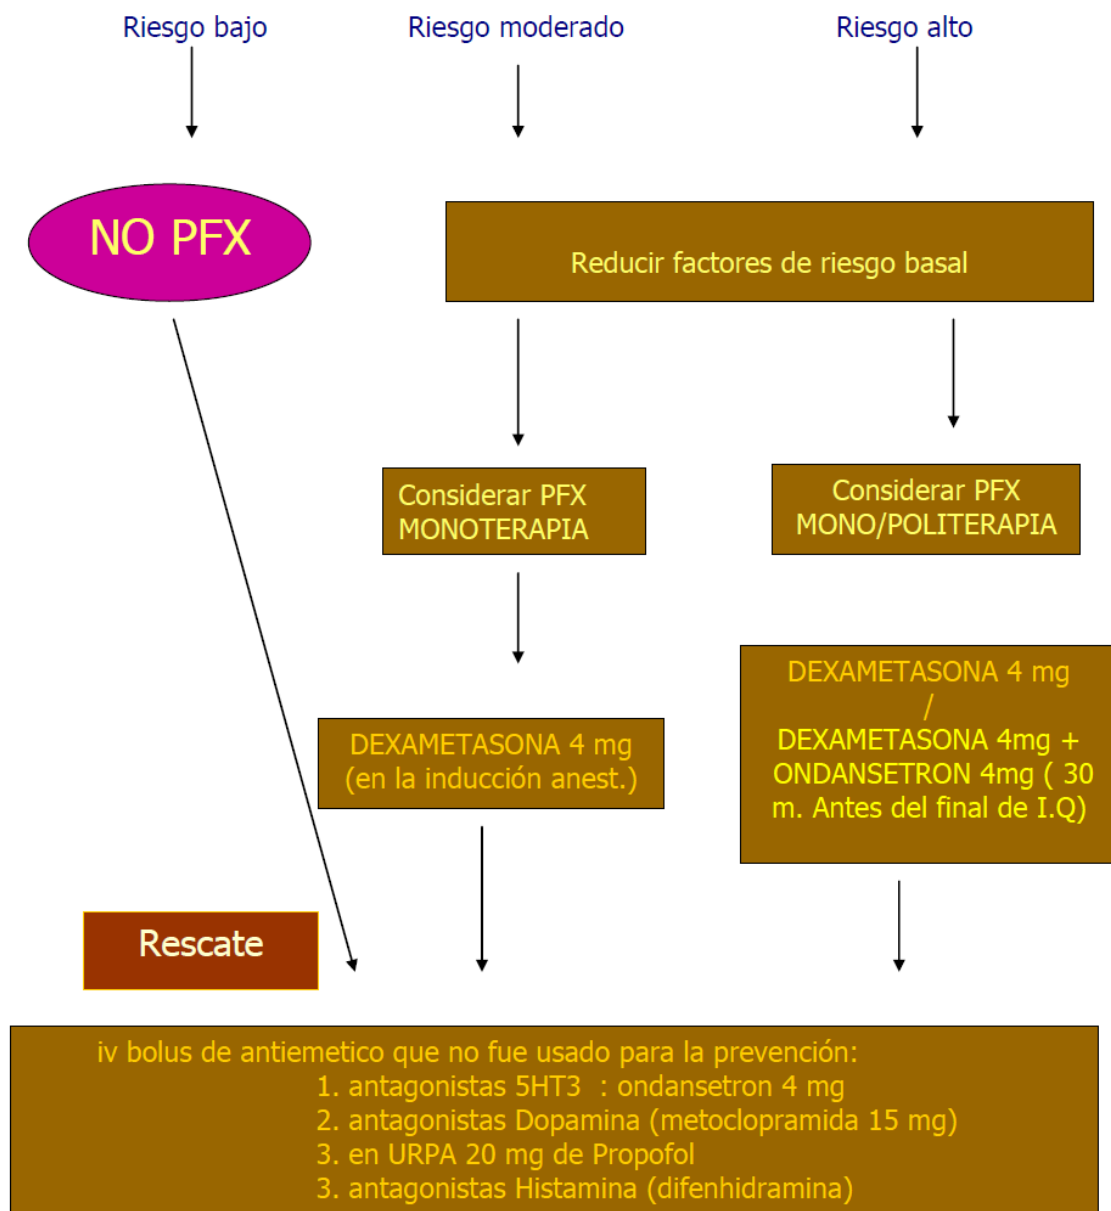 Riesgo bajo
Riesgo moderado
Riesgo alto
NO PFX
Reducir factores de riesgo basal
Considerar PFX
MONOTERAPIA
Considerar PFX
MONO/POLITERAPIA
DEXAMETASONA 4 mg
(en la inducción anest.)
DEXAMETASONA 4 mg
/
DEXAMETASONA 4mg +
ONDANSETRON 4mg ( 30
m. Antes del final de I.Q)
Rescate
iv bolus de antiemetico que no fue usado para la prevención:
1. antagonistas 5HT3 : ondansetron 4 mg
2. antagonistas Dopamina (metoclopramida 15 mg)
3. en URPA 20 mg de Propofol
3. antagonistas Histamina (difenhidramina)